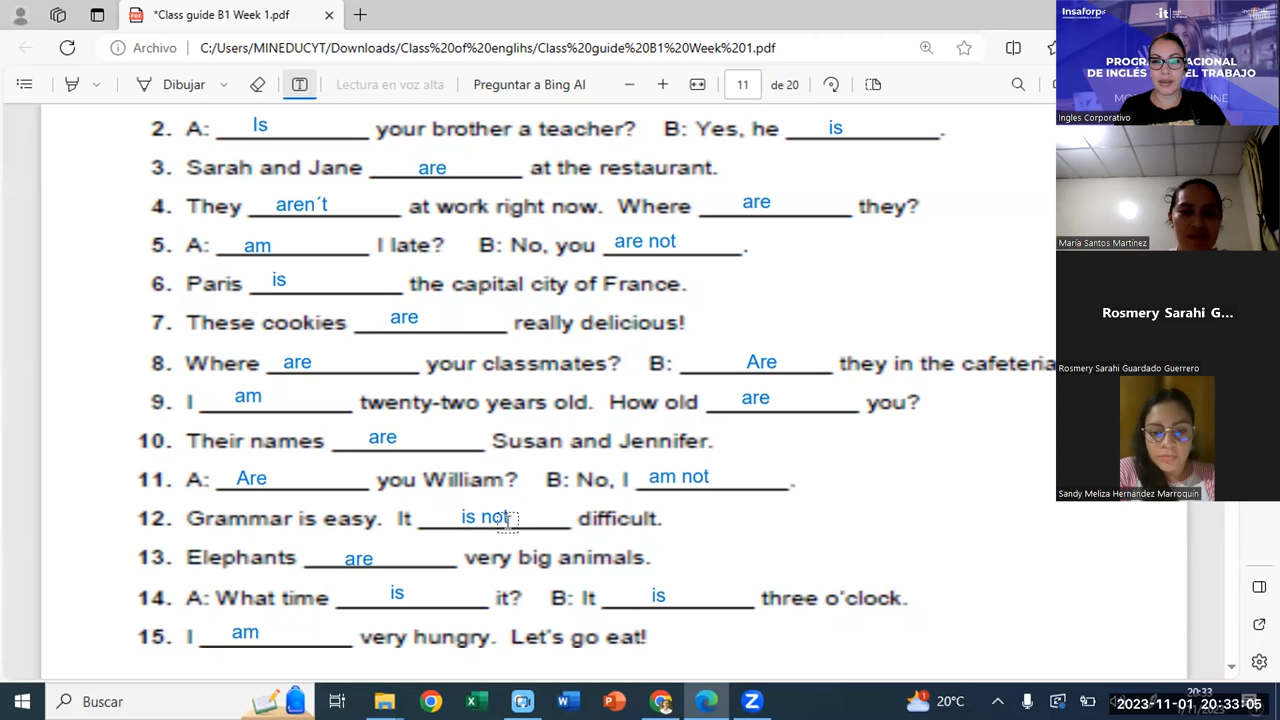 *Class guide B1 Week 1.pdf
Archivo C:/Users/MINEDUCYT/Downloads/Class%20of%20englihs/Class%20guide%20B1%20Week%201.pdf
Dibujar Lectura en voz alta Preguntar a Bing AI 11 de 20
2. A: Is your brother a teacher? B: Yes, he is.
3. Sarah and Jane are at the restaurant.
4. They aren´t at work right now. Where are they?
5. A: am I late? B: No, you are not.
6. Paris is the capital city of France.
7. These cookies are really delicious!
8. Where are your classmates? B: Are they in the cafeteria
9. I am twenty-two years old. How old are you?
10. Their names are Susan and Jennifer.
11. A: Are you William? B: No, I am not.
12. Grammar is easy. It is not difficult.
13. Elephants are very big animals.
14. A: What time is it? B: It is three o'clock.
15. I am very hungry. Let's go eat!
Insaforp
Ingles Corporativo
María Santos Martínez
Rosmery Sarahi G...
Rosmery Sarahi Guardado Guerrero
Sandy Meliza Hernández Marroquín
Buscar
20°C
20:33
2023-11-01 20:33:05